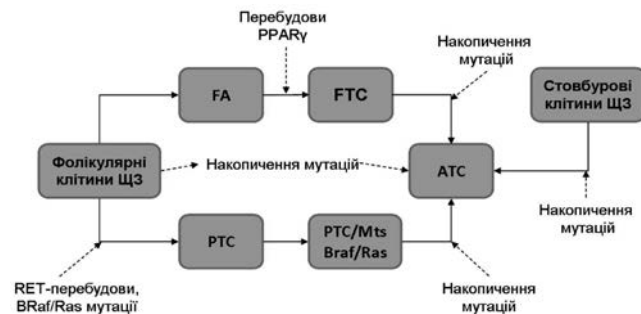 Перебудови
PPARγ
Накопичення
мутацій
FA
FTC
Стовбурові
клітини ЩЗ
Фолікулярні
клітини ЩЗ
Накопичення мутацій
ATC
Накопичення
мутацій
PTC
PTC/Mts
Braf/Ras
RET-перебудови,
BRaf/Ras мутації
Накопичення
мутацій